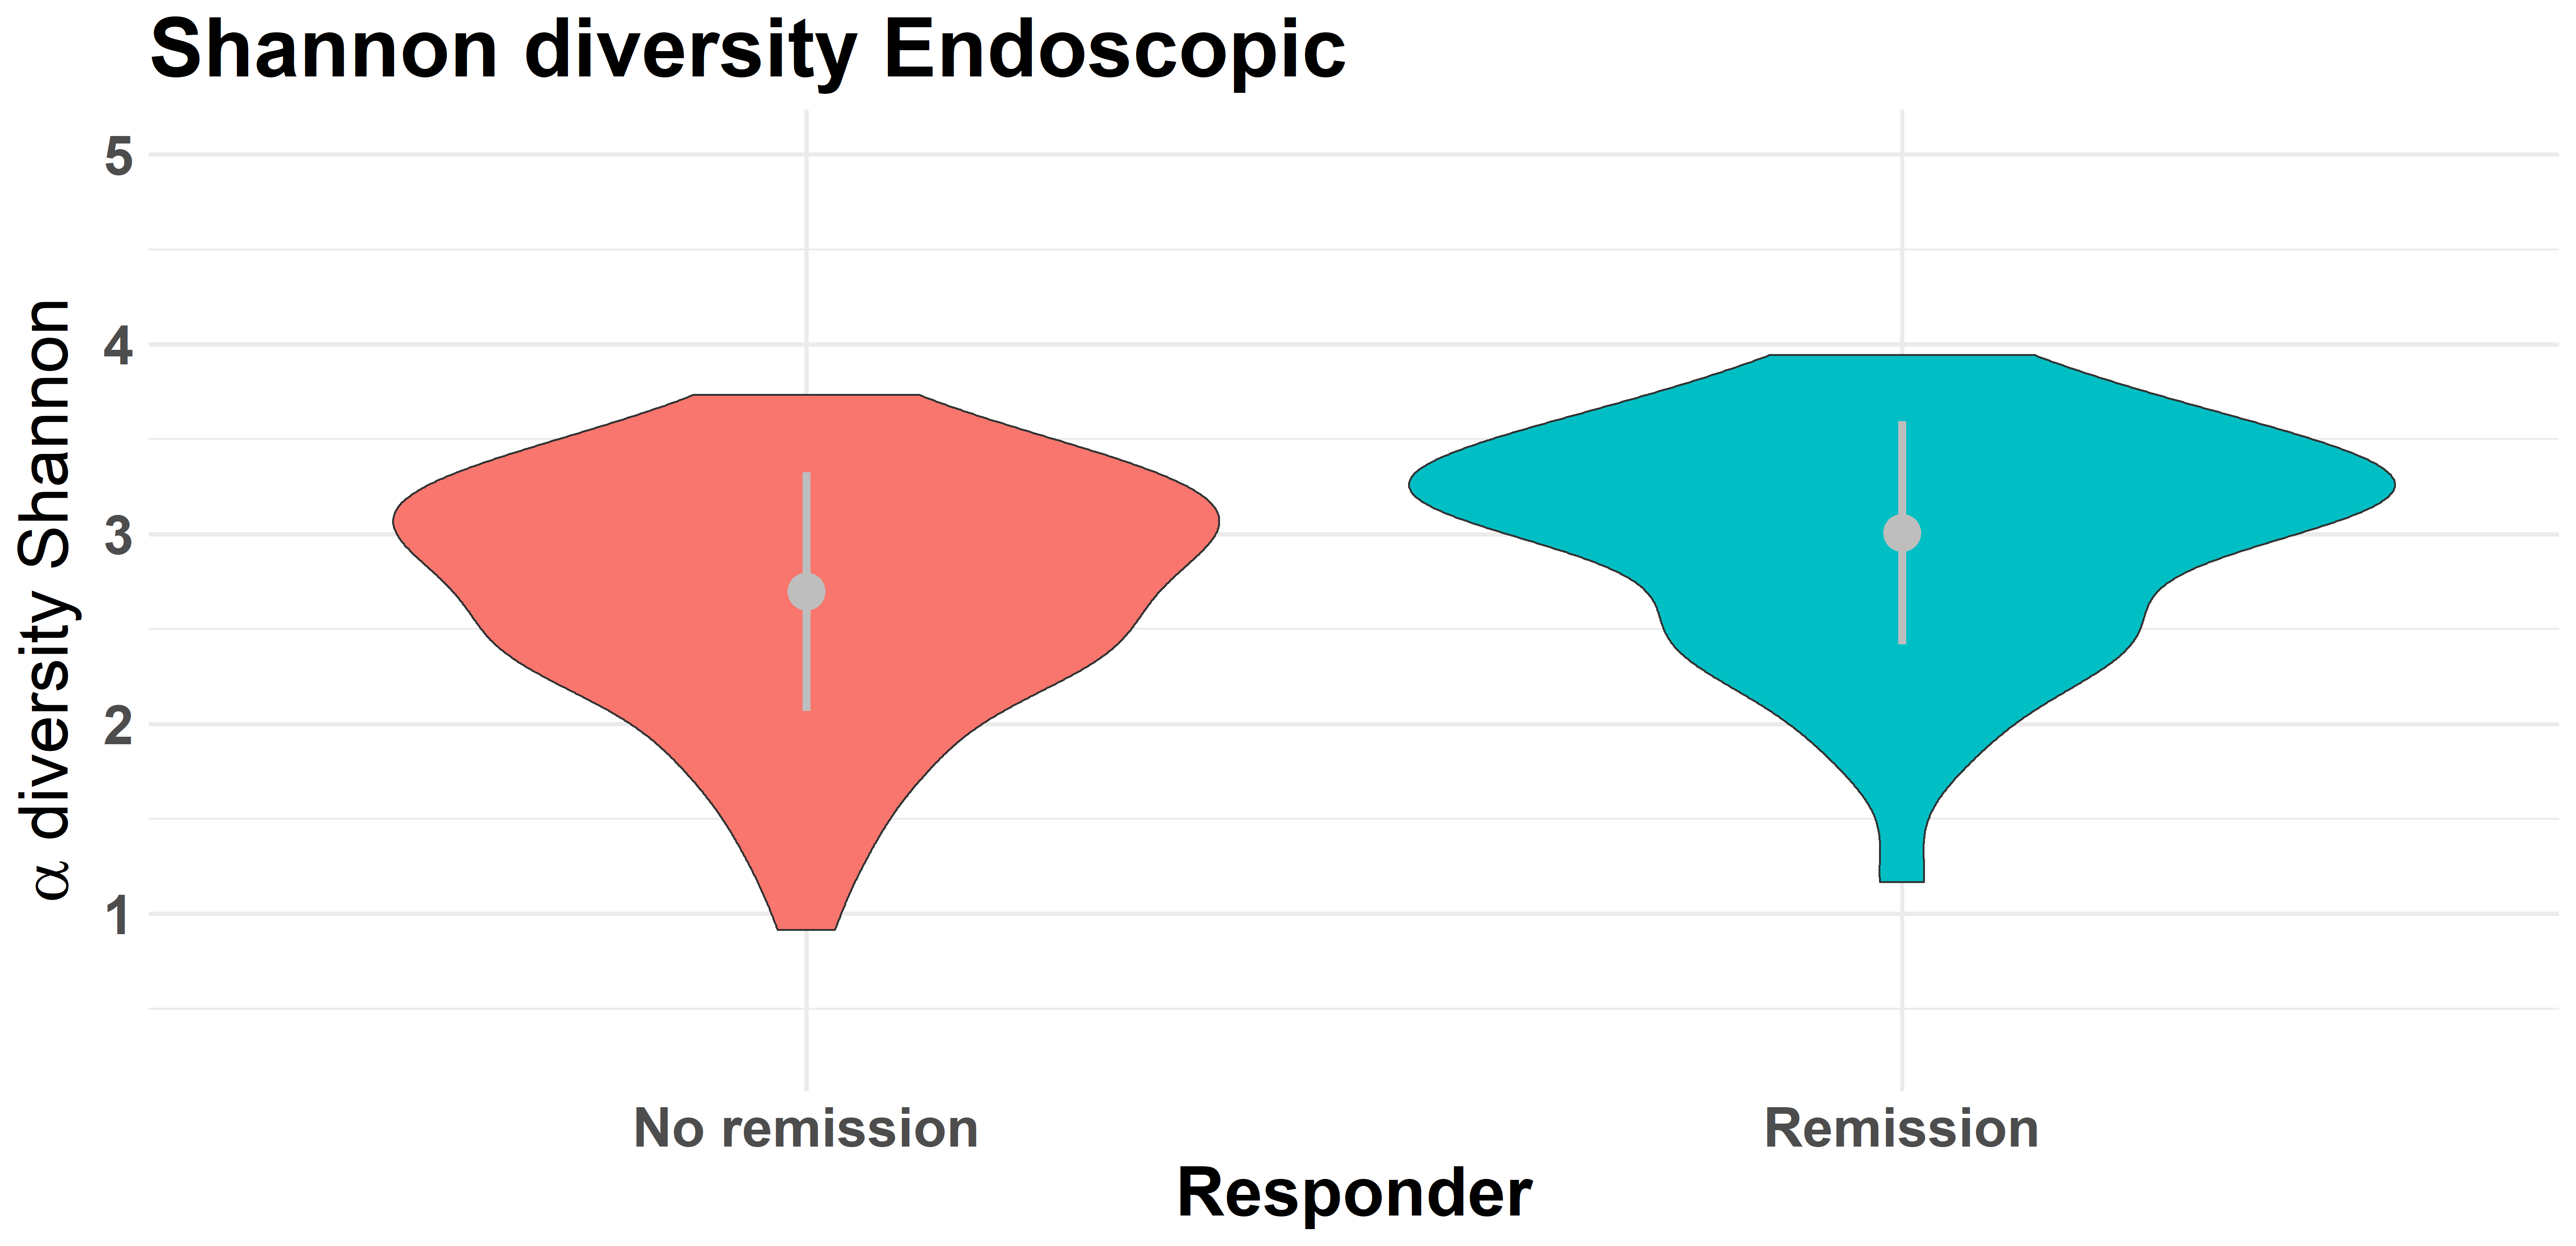 Shannon diversity Endoscopic
α diversity Shannon
5
4
3
2
1
No remission
Remission
Responder